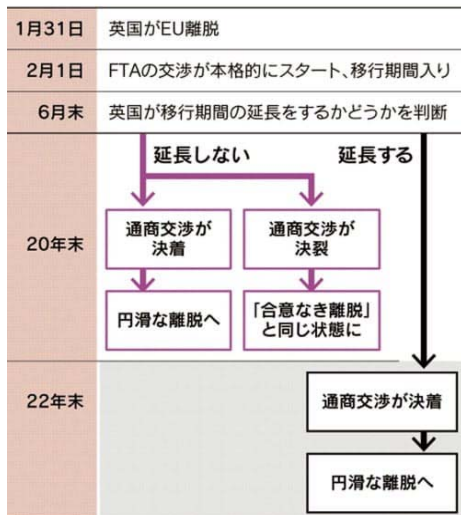 1月31日 英国がEU離脱
2月1日 FTAの交渉が本格的にスタート、移行期間入り
6月末 英国が移行期間の延長をするかどうかを判断
延長しない 延長する
20年末
通商交渉が
決着
通商交渉が
決裂
円滑な離脱へ
「合意なき離脱」
と同じ状態に
22年末
通商交渉が決着
円滑な離脱へ